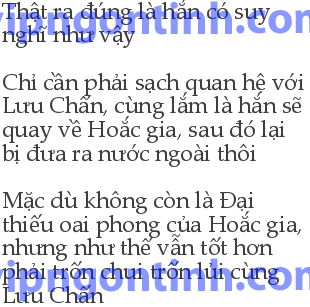 Thật ra đúng là hắn có suy
nghĩ như vậy
Chỉ cần phải sạch quan hệ với
Lưu Chấn, cùng lắm là hắn sẽ
quay về Hoắc gia, sau đó lại
bị đưa ra nước ngoài thôi
Mặc dù không còn là Đại
thiếu oai phong của Hoắc gia,
nhưng như thế vẫn tốt hơn
phải trốn chui trốn lủi cùng
Lưu Chấn